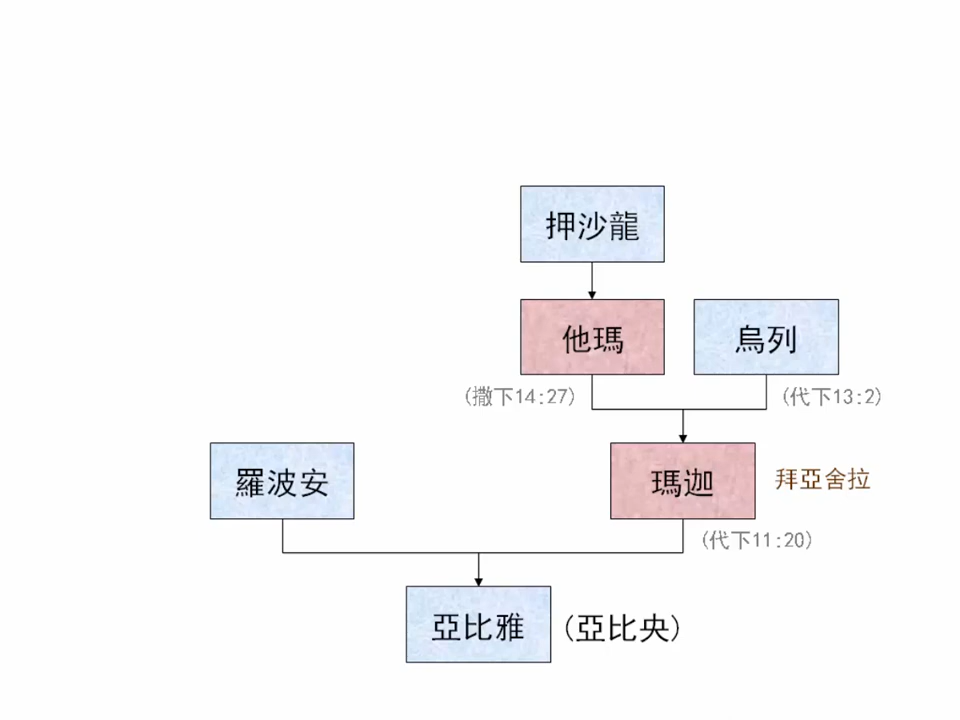 押沙龍
他瑪
烏列
(撒下14:27)
(代下13:2)
羅波安
瑪迦
拜亞舍拉
(代下11:20)
亞比雅
(亞比央)